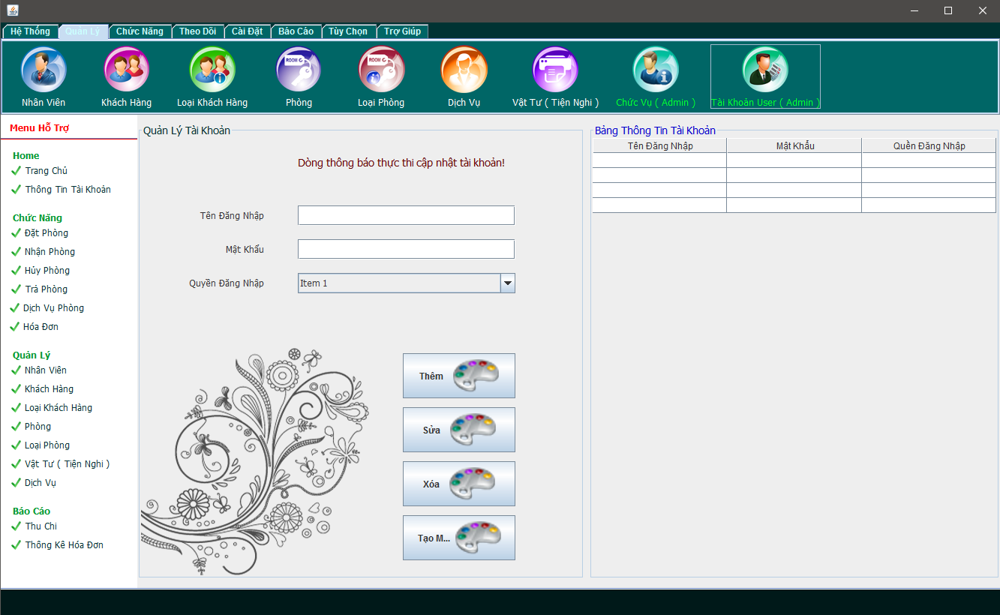 Hệ Thống Quản Lý Chức Năng Theo Dõi Cài Đặt Báo Cáo Tùy Chọn Trợ Giúp
ROOM ROOM
Nhân Viên Khách Hàng Loại Khách Hàng Phòng Loại Phòng Dịch Vụ Vật Tư ( Tiện Nghi ) Chức Vụ ( Admin ) Tài Khoản User ( Admin )
Menu Hỗ Trợ
Home
Trang Chủ
Thông Tin Tài Khoản
Chức Năng
Đặt Phòng
Nhận Phòng
Hủy Phòng
Trả Phòng
Dịch Vụ Phòng
Hóa Đơn
Quản Lý
Nhân Viên
Khách Hàng
Loại Khách Hàng
Phòng
Loại Phòng
Vật Tư ( Tiện Nghi )
Dịch Vụ
Báo Cáo
Thu Chi
Thông Kê Hóa Đơn
Quản Lý Tài Khoản
Dòng thông báo thực thi cập nhật tài khoản!
Tên Đăng Nhập
Mật Khẩu
Quyền Đăng Nhập Item 1
Thêm
Sửa
Xóa
Tạo M...
Bảng Thông Tin Tài Khoản
Tên Đăng Nhập Mật Khẩu Quền Đăng Nhập